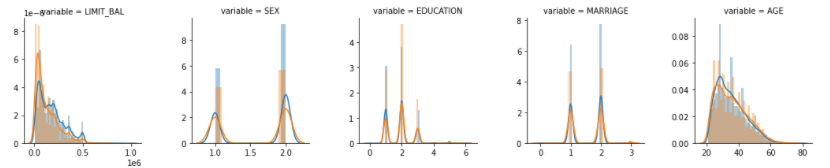 1e−6 variable = LIMIT_BAL
variable = SEX
variable = EDUCATION
variable = MARRIAGE
variable = AGE
8
6
4
2
0
0.0 0.5 1.0
1e6
8
6
4
2
0
1.0 1.5 2.0
4
3
2
1
0
0 2 4 6
8
6
4
2
0
0 1 2 3
0.08
0.06
0.04
0.02
0.00
20 40 60 80